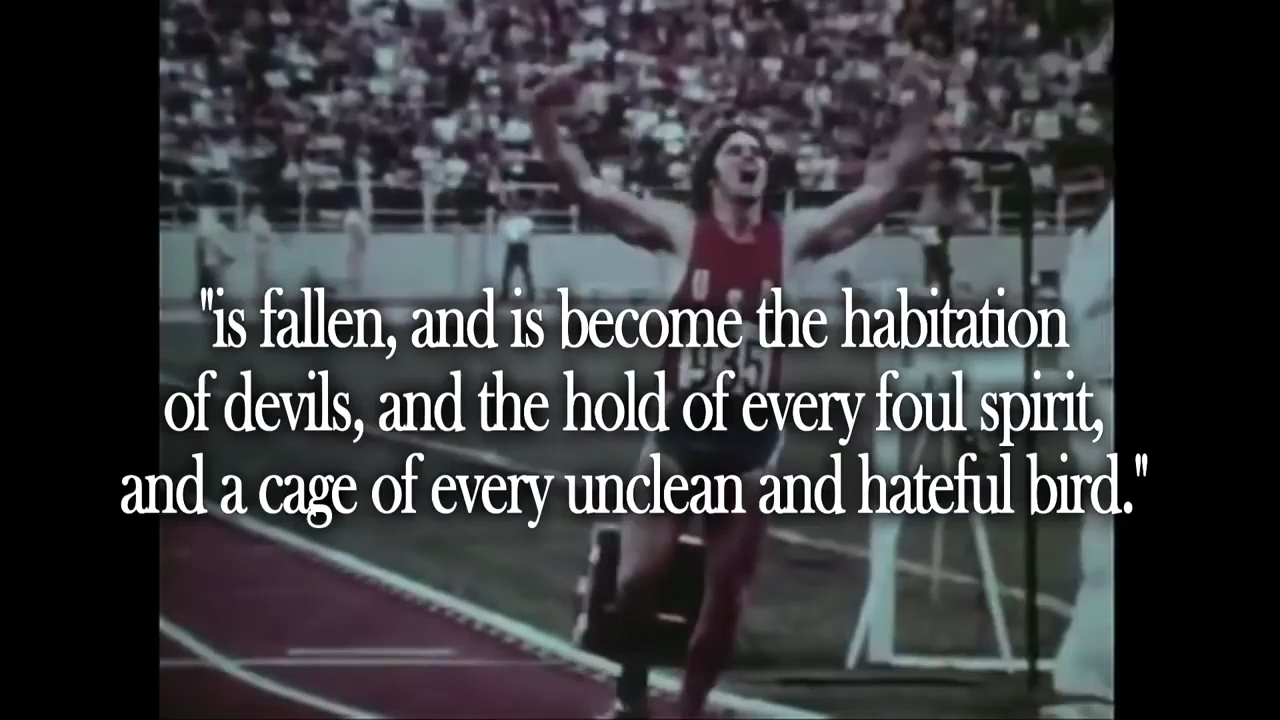 "is fallen, and is become the habitation
of devils, and the hold of every foul spirit,
and a cage of every unclean and hateful bird."
U S A
935